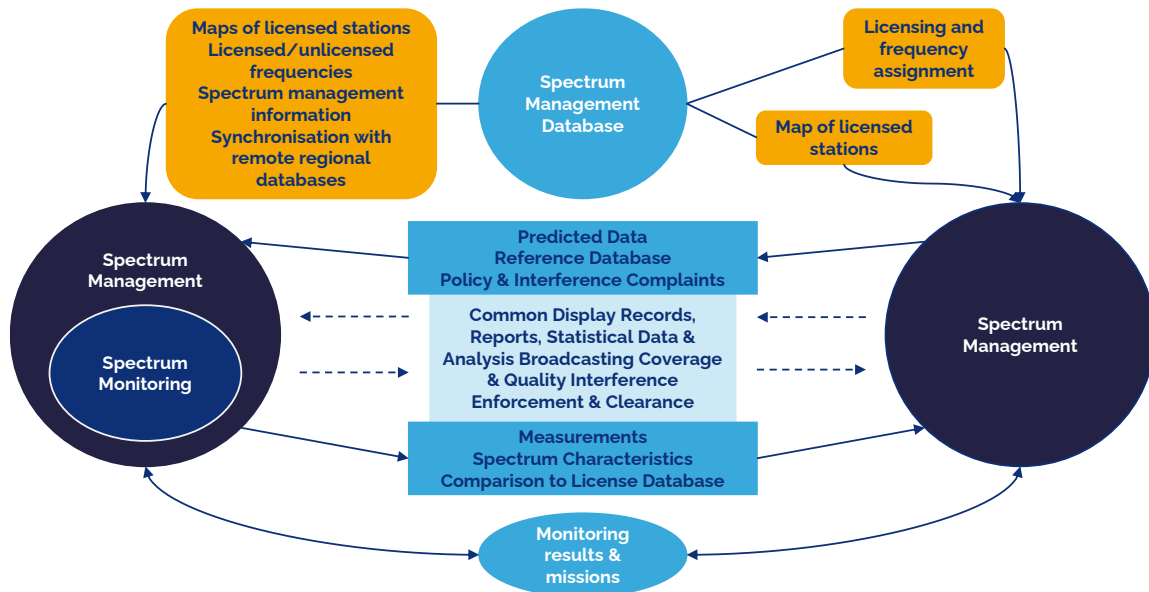 Maps of licensed stations
Licensed/unlicensed
frequencies
Spectrum management
information
Synchronisation with
remote regional
databases
Spectrum
Management
Database
Licensing and
frequency
assignment
Map of licensed
stations
Spectrum
Management
Spectrum
Monitoring
Predicted Data
Reference Database
Policy & Interference Complaints
Common Display Records,
Reports, Statistical Data &
Analysis Broadcasting Coverage
& Quality Interference
Enforcement & Clearance
Measurements
Spectrum Characteristics
Comparison to License Database
Spectrum
Management
Monitoring
results &
missions